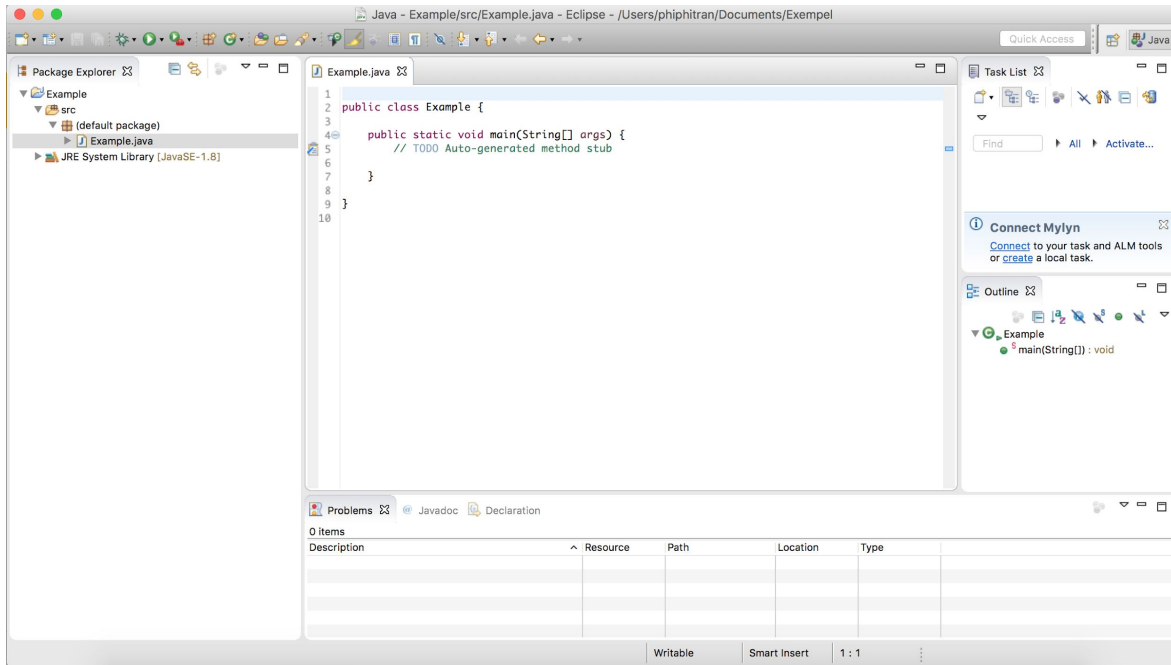 Java - Example/src/Example.java - Eclipse - /Users/phiphitran/Documents/Exempel
Quick Access
Java
Package Explorer
Example
src
(default package)
Example.java
JRE System Library [JavaSE-1.8]
Example.java
1
2 public class Example {
3
4     public static void main(String[] args) {
5         // TODO Auto-generated method stub
6
7     }
8
9 }
10
Task List
Find
All
Activate...
Connect Mylyn
Connect to your task and ALM tools
or create a local task.
Outline
Example
S main(String[]) : void
Problems @ Javadoc Declaration
0 items
Description Resource Path Location Type
Writable Smart Insert 1 : 1